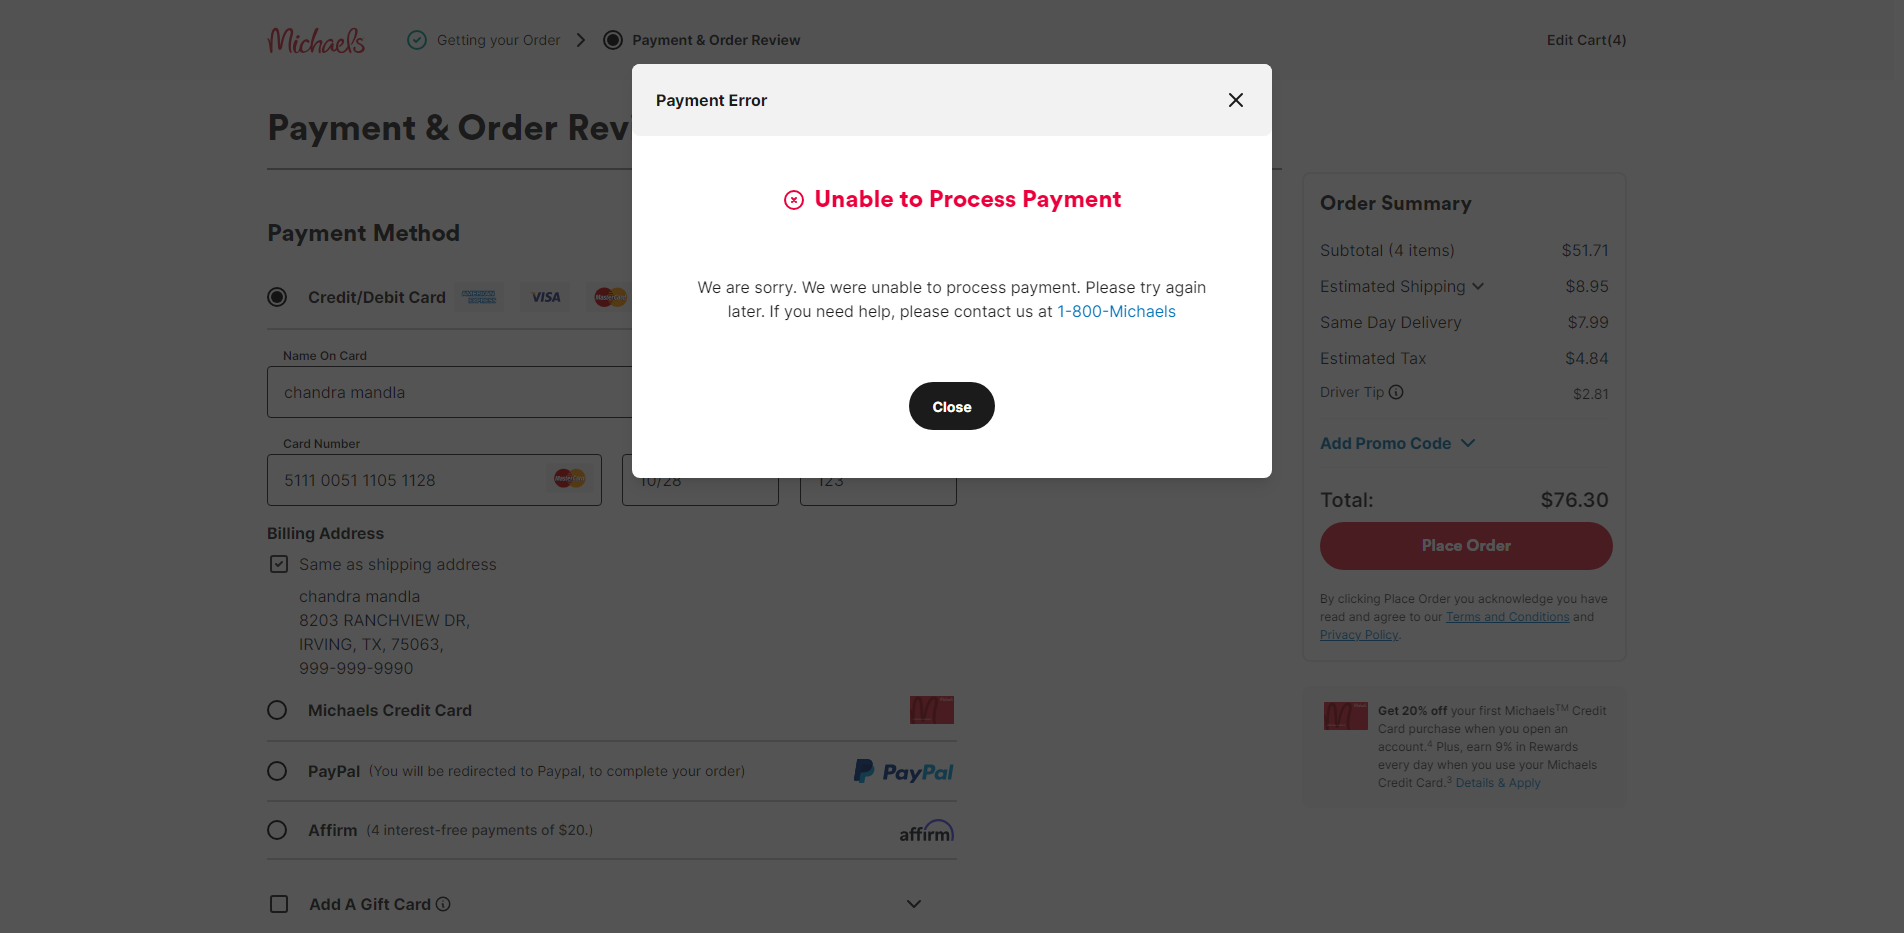 Michaels
Getting your Order
Payment & Order Review
Edit Cart(4)
Payment Error
Payment & Order Revi
Unable to Process Payment
We are sorry. We were unable to process payment. Please try again
later. If you need help, please contact us at 1-800-Michaels
Close
Payment Method
Credit/Debit Card
AMERICAN EXPRESS
VISA
MasterCard
Name On Card
chandra mandla
Card Number
5111 0051 1105 1128
MasterCard
10/28
123
Billing Address
Same as shipping address
chandra mandla
8203 RANCHVIEW DR,
IRVING, TX, 75063,
999-999-9990
Michaels Credit Card
PayPal (You will be redirected to Paypal, to complete your order)
PayPal
Affirm (4 interest-free payments of $20.)
affirm
Add A Gift Card
Order Summary
Subtotal (4 items) $51.71
Estimated Shipping $8.95
Same Day Delivery $7.99
Estimated Tax $4.84
Driver Tip $2.81
Add Promo Code
Total: $76.30
Place Order
By clicking Place Order you acknowledge you have
read and agree to our Terms and Conditions and
Privacy Policy.
Get 20% off your first Michaels™ Credit
Card purchase when you open an
account.⁴ Plus, earn 9% in Rewards
every day when you use your Michaels
Credit Card.³ Details & Apply